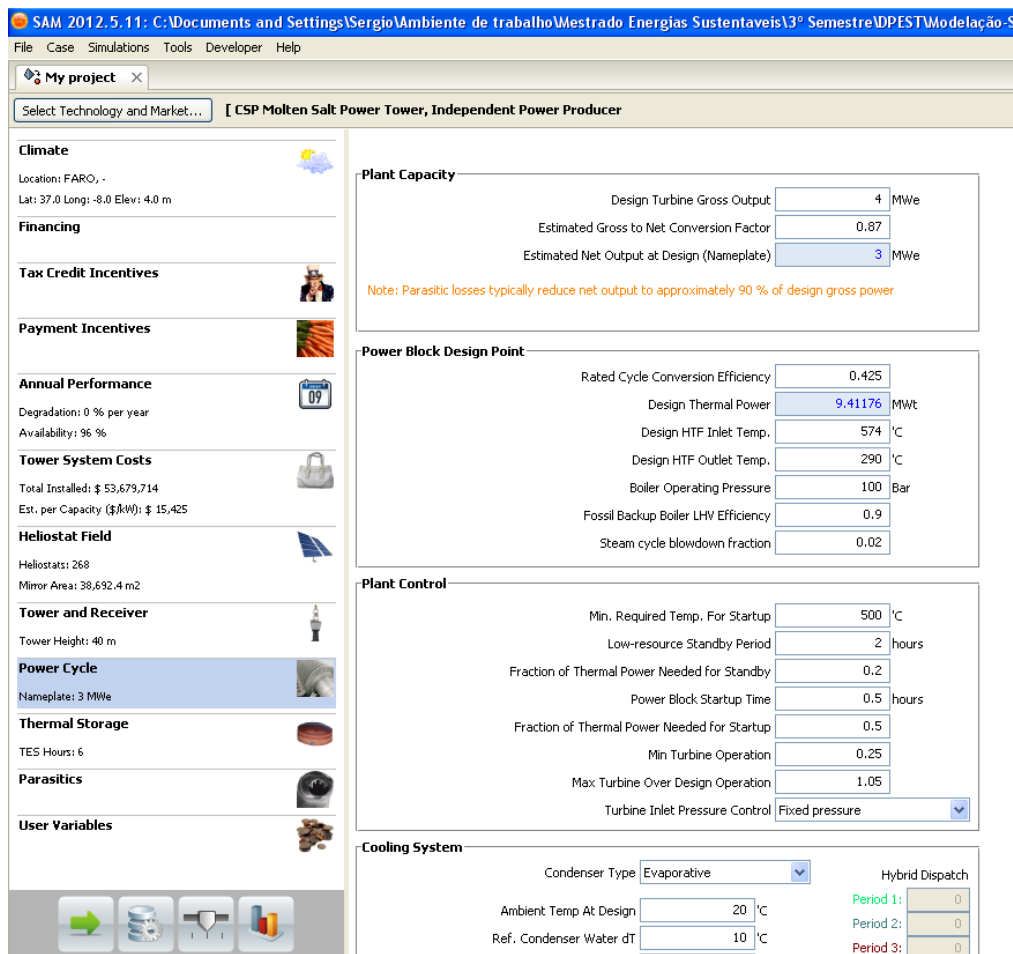 SAM 2012.5.11: C:\Documents and Settings\Sergio\Ambiente de trabalho\Mestrado Energias Sustentaveis\3º Semestre\DPEST\Modelação-S
File Case Simulations Tools Developer Help
My project
Select Technology and Market... [ CSP Molten Salt Power Tower, Independent Power Producer
Climate
Location: FARO, -
Lat: 37.0 Long: -8.0 Elev: 4.0 m
Financing
Tax Credit Incentives
Payment Incentives
Annual Performance
Degradation: 0 % per year
Availability: 96 %
09
Tower System Costs
Total Installed: $ 53,679,714
Est. per Capacity ($/kW): $ 15,425
Heliostat Field
Heliostats: 268
Mirror Area: 38,692.4 m2
Tower and Receiver
Tower Height: 40 m
Power Cycle
Nameplate: 3 MWe
Thermal Storage
TES Hours: 6
Parasitics
User Variables
Plant Capacity
Design Turbine Gross Output 4 MWe
Estimated Gross to Net Conversion Factor 0.87
Estimated Net Output at Design (Nameplate) 3 MWe
Note: Parasitic losses typically reduce net output to approximately 90 % of design gross power
Power Block Design Point
Rated Cycle Conversion Efficiency 0.425
Design Thermal Power 9.41176 MWt
Design HTF Inlet Temp. 574 'C
Design HTF Outlet Temp. 290 'C
Boiler Operating Pressure 100 Bar
Fossil Backup Boiler LHV Efficiency 0.9
Steam cycle blowdown fraction 0.02
Plant Control
Min. Required Temp. For Startup 500 'C
Low-resource Standby Period 2 hours
Fraction of Thermal Power Needed for Standby 0.2
Power Block Startup Time 0.5 hours
Fraction of Thermal Power Needed for Startup 0.5
Min Turbine Operation 0.25
Max Turbine Over Design Operation 1.05
Turbine Inlet Pressure Control Fixed pressure
Cooling System
Condenser Type Evaporative Hybrid Dispatch
Ambient Temp At Design 20 'C Period 1: 0
Period 2: 0
Ref. Condenser Water dT 10 'C Period 3: 0